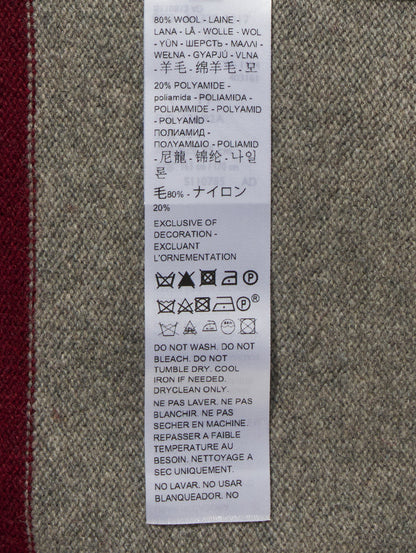 80% WOOL - LAINE -
LANA - LÃ - WOLLE - WOL
- YÜN - ШЕРСТЬ - МАЛЛІ -
WEŁNA - GYAPJÚ - VLNA
- 羊毛 - 绵羊毛 - 모
20% POLYAMIDE -
poliamida - POLIAMIDA -
POLIAMMIDE - POLYAMID
- POLYAMİD -
ПОЛИАМИД -
ΠΟΛΥΑΜΙΔΙΟ - POLIAMID
- 尼龍 - 锦纶 - 나일
론
毛80% - ナイロン
20%
EXCLUSIVE OF
DECORATION -
EXCLUANT
L'ORNEMENTATION
P
P®
DO NOT WASH. DO NOT
BLEACH. DO NOT
TUMBLE DRY. COOL
IRON IF NEEDED.
DRYCLEAN ONLY.
NE PAS LAVER. NE PAS
BLANCHIR. NE PAS
SECHER EN MACHINE.
REPASSER A FAIBLE
TEMPERATURE AU
BESOIN. NETTOYAGE A
SEC UNIQUEMENT.
NO LAVAR. NO USAR
BLANQUEADOR. NO